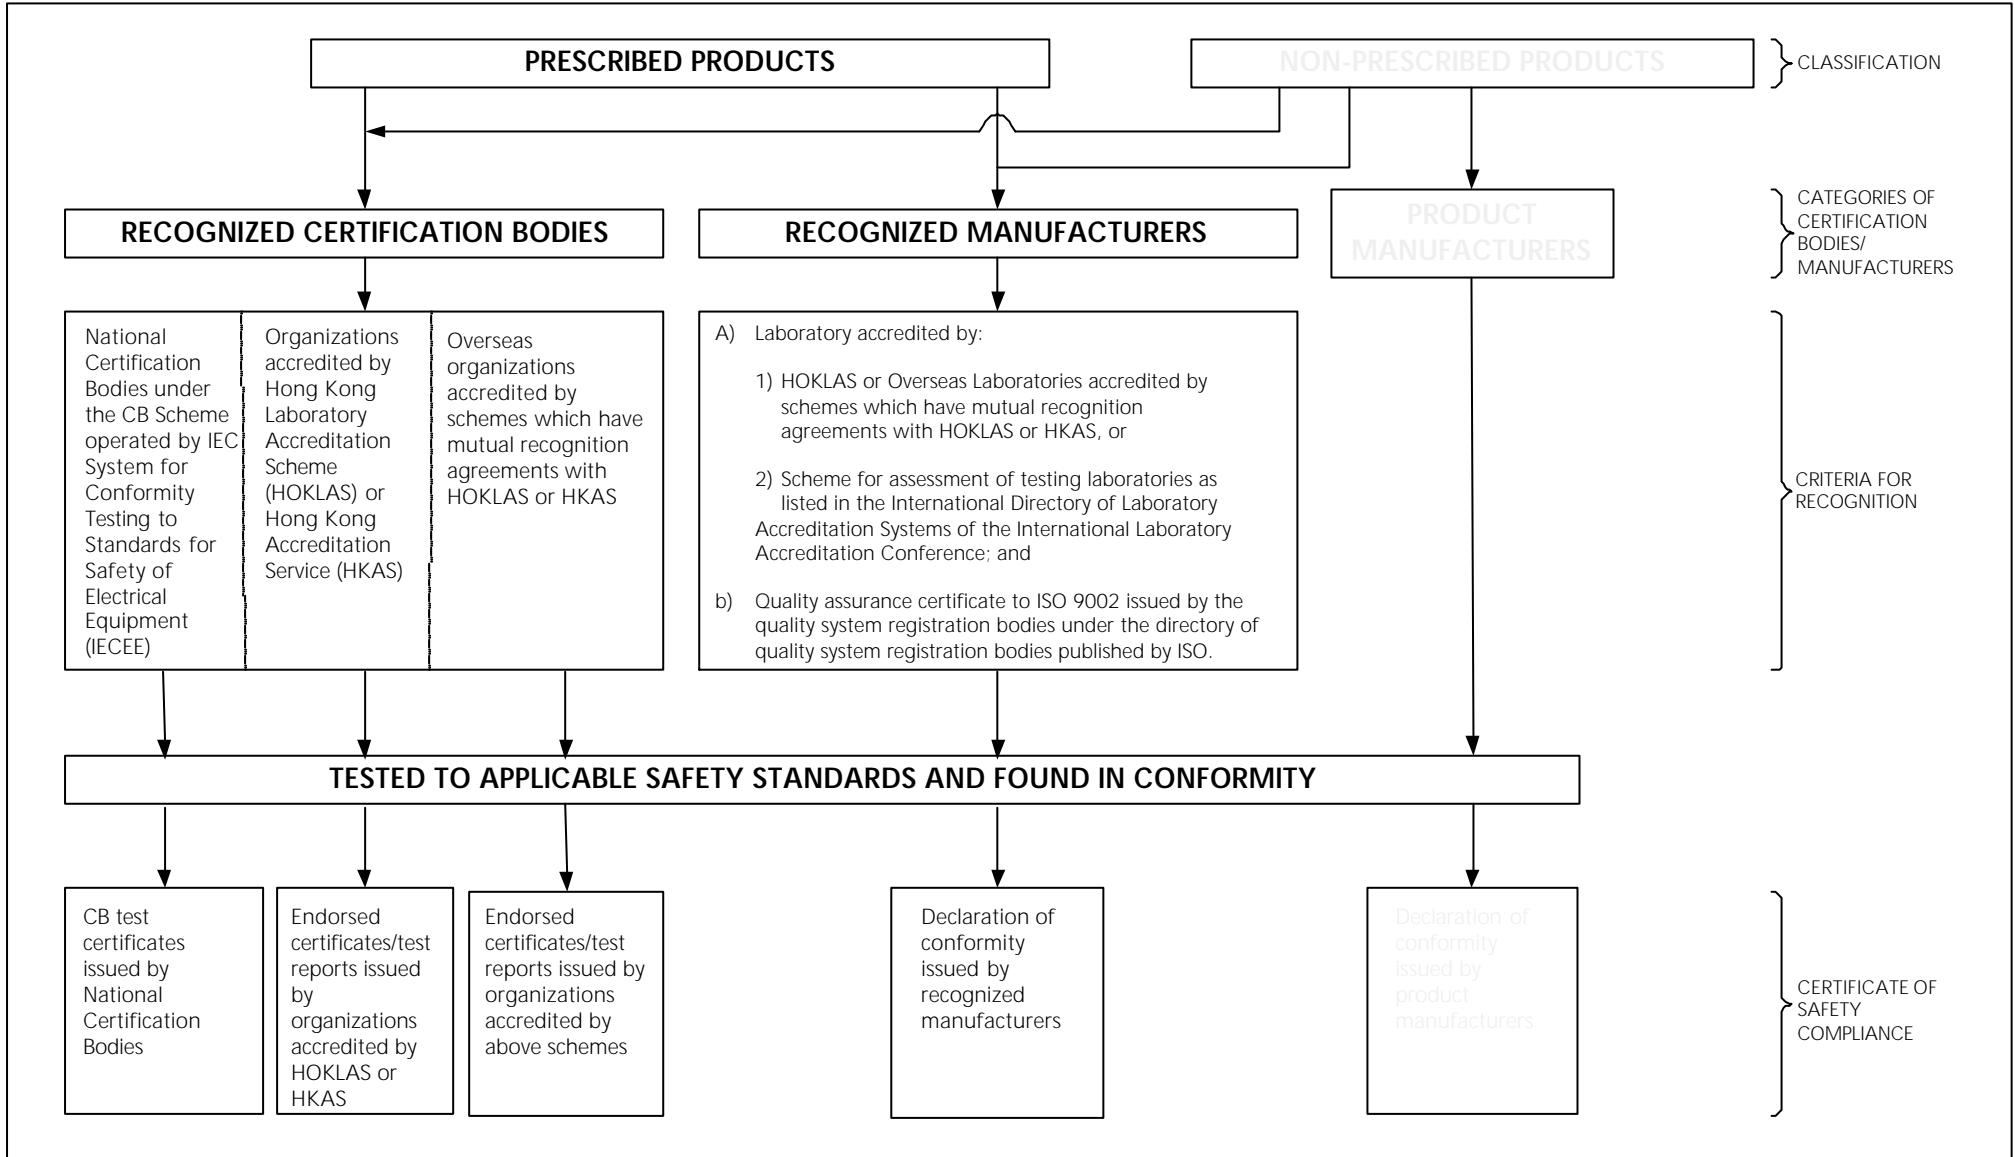 PRESCRIBED PRODUCTS
NON-PRESCRIBED PRODUCTS
CLASSIFICATION
RECOGNIZED CERTIFICATION BODIES
RECOGNIZED MANUFACTURERS
PRODUCT
MANUFACTURERS
CATEGORIES OF
CERTIFICATION
BODIES/
MANUFACTURERS
National
Certification
Bodies under
the CB Scheme
operated by IEC
System for
Conformity
Testing to
Standards for
Safety of
Electrical
Equipment
(IECEE)
Organizations
accredited by
Hong Kong
Laboratory
Accreditation
Scheme
(HOKLAS) or
Hong Kong
Accreditation
Service (HKAS)
Overseas
organizations
accredited by
schemes which have
mutual recognition
agreements with
HOKLAS or HKAS
A) Laboratory accredited by:
1) HOKLAS or Overseas Laboratories accredited by
schemes which have mutual recognition
agreements with HOKLAS or HKAS, or
2) Scheme for assessment of testing laboratories as
listed in the International Directory of Laboratory
Accreditation Systems of the International Laboratory
Accreditation Conference; and
b) Quality assurance certificate to ISO 9002 issued by the
quality system registration bodies under the directory of
quality system registration bodies published by ISO.
CRITERIA FOR
RECOGNITION
TESTED TO APPLICABLE SAFETY STANDARDS AND FOUND IN CONFORMITY
CB test
certificates
issued by
National
Certification
Bodies
Endorsed
certificates/test
reports issued
by
organizations
accredited by
HOKLAS or
HKAS
Endorsed
certificates/test
reports issued by
organizations
accredited by
above schemes
Declaration of
conformity
issued by
recognized
manufacturers
Declaration of
conformity
issued by
product
manufacturers
CERTIFICATE OF
SAFETY
COMPLIANCE